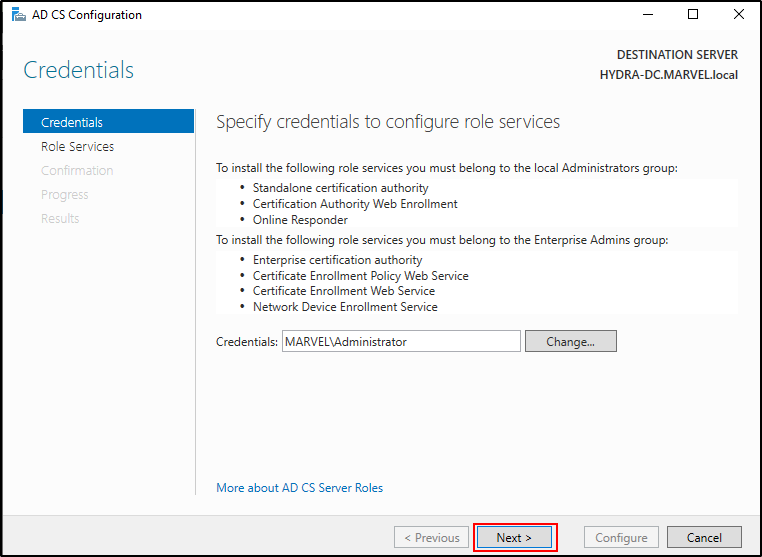 AD CS Configuration
DESTINATION SERVER
HYDRA-DC.MARVEL.local
Credentials
Credentials
Role Services
Confirmation
Progress
Results
Specify credentials to configure role services
To install the following role services you must belong to the local Administrators group:
• Standalone certification authority
• Certification Authority Web Enrollment
• Online Responder
To install the following role services you must belong to the Enterprise Admins group:
• Enterprise certification authority
• Certificate Enrollment Policy Web Service
• Certificate Enrollment Web Service
• Network Device Enrollment Service
Credentials: MARVEL\Administrator Change...
More about AD CS Server Roles
< Previous Next > Configure Cancel